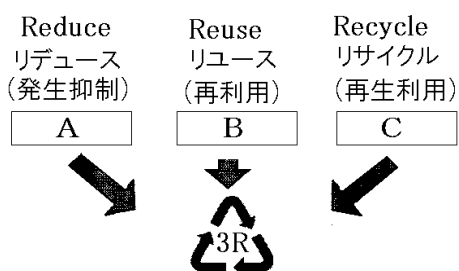 Reduce
リデュース
(発生抑制)
A
Reuse
リユース
(再利用)
B
Recycle
リサイクル
(再生利用)
C
3R